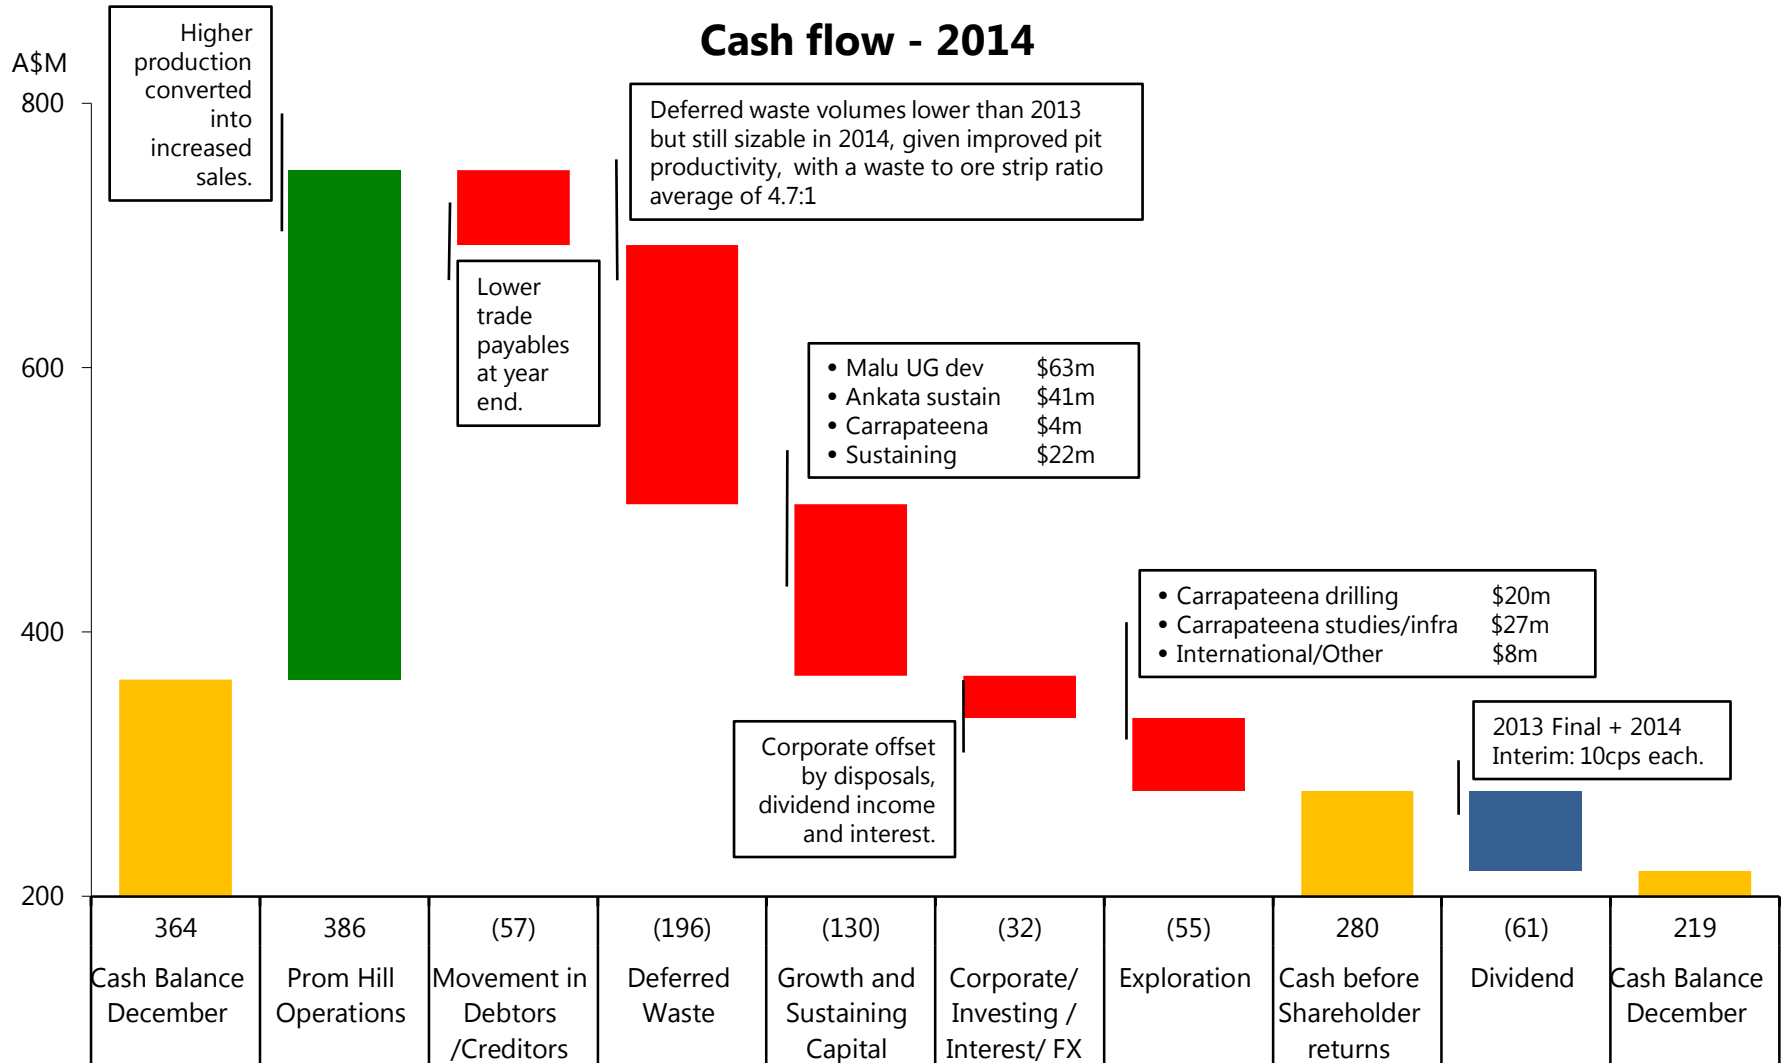 Cash flow - 2014
A$M
800
600
400
200
Higher
production
converted
into
increased
sales.
Deferred waste volumes lower than 2013
but still sizable in 2014, given improved pit
productivity, with a waste to ore strip ratio
average of 4.7:1
Lower
trade
payables
at year
end.
• Malu UG dev $63m
• Ankata sustain $41m
• Carrapateena $4m
• Sustaining $22m
Corporate offset
by disposals,
dividend income
and interest.
• Carrapateena drilling $20m
• Carrapateena studies/infra $27m
• International/Other $8m
2013 Final + 2014
Interim: 10cps each.
364
Cash Balance
December
386
Prom Hill
Operations
(57)
Movement in
Debtors
/Creditors
(196)
Deferred
Waste
(130)
Growth and
Sustaining
Capital
(32)
Corporate/
Investing /
Interest/ FX
(55)
Exploration
280
Cash before
Shareholder
returns
(61)
Dividend
219
Cash Balance
December